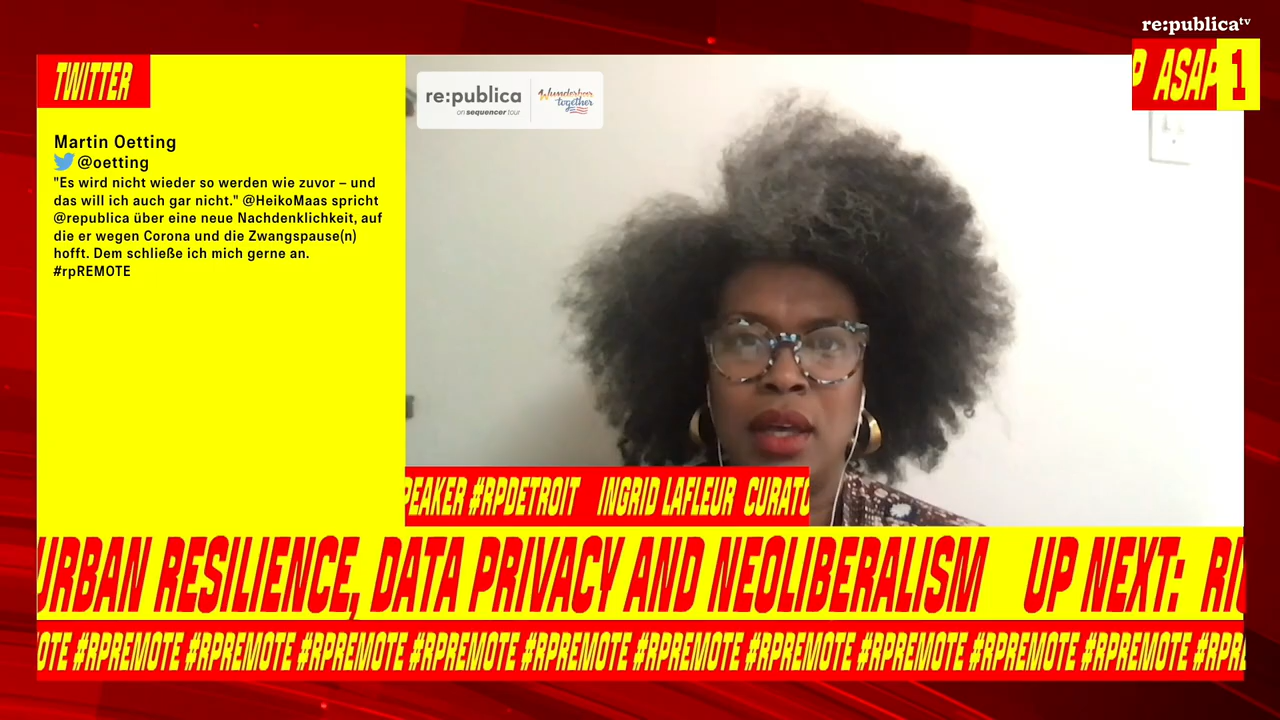 re:publica tv
P ASAP 1
TWITTER
re:publica
on sequencer tour
Wunderbar
together
Martin Oetting
@oetting
"Es wird nicht wieder so werden wie zuvor – und
das will ich auch gar nicht." @HeikoMaas spricht
@republica über eine neue Nachdenklichkeit, auf
die er wegen Corona und die Zwangspause(n)
hofft. Dem schließe ich mich gerne an.
#rpREMOTE
PEAKER #RPDETROIT INGRID LAFLEUR CURATO
URBAN RESILIENCE, DATA PRIVACY AND NEOLIBERALISM UP NEXT: RI
OTE #RPREMOTE #RPREMOTE #RPREMOTE #RPREMOTE #RPREMOTE #RPREMOTE #RPREMOTE #RPREMOTE #RPREMOTE #RPREMOTE #RPRE